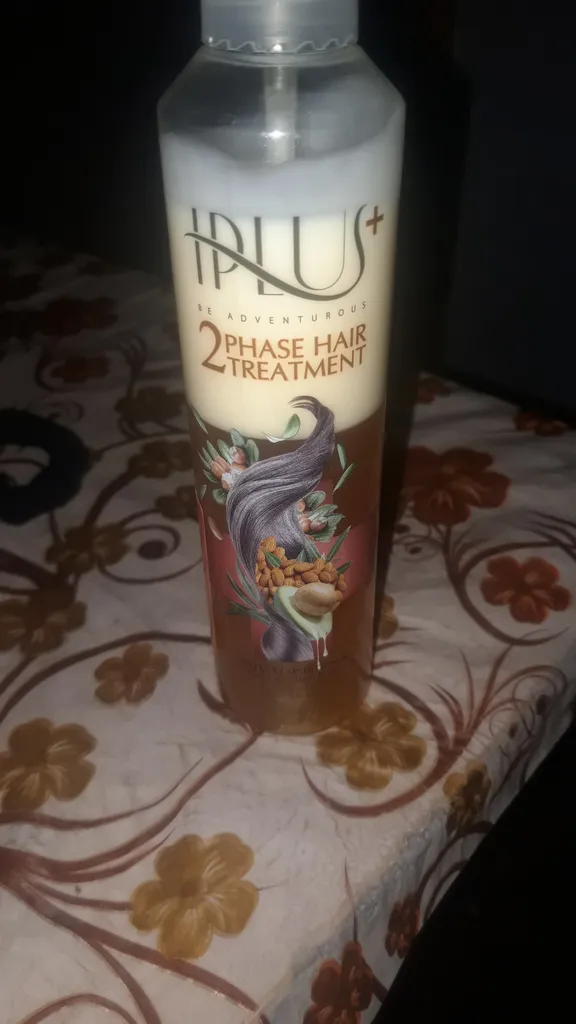 IPLUS+
BE ADVENTUROUS
2 PHASE HAIR
TREATMENT